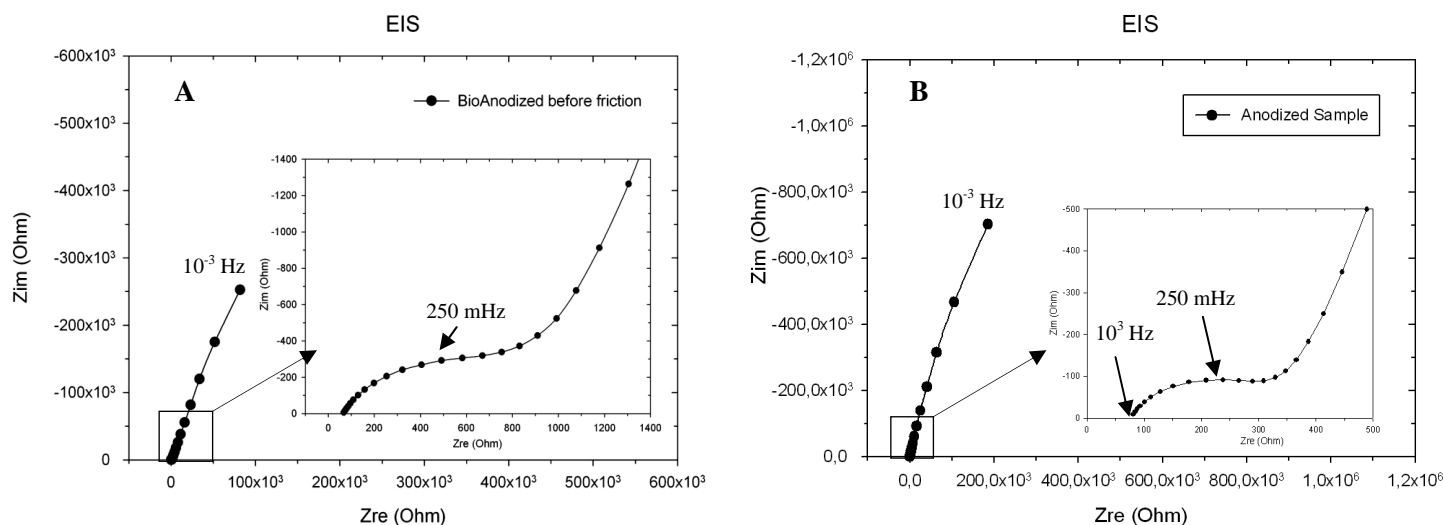 EIS
A
BioAnodized before friction
-600x10³
-500x10³
-400x10³
-300x10³
-200x10³
-100x10³
0
Zim (Ohm)
10⁻³ Hz
-1400
-1200
-1000
-800
-600
-400
-200
0
Zim (Ohm)
250 mHz
0 200 400 600 800 1000 1200 1400
Zre (Ohm)
0 100x10³ 200x10³ 300x10³ 400x10³ 500x10³ 600x10³
Zre (Ohm)
EIS
B
Anodized Sample
-1,2x10⁶
-1,0x10⁶
-800,0x10³
-600,0x10³
-400,0x10³
-200,0x10³
0,0
Zim (Ohm)
10⁻³ Hz
-500
-400
-300
-200
-100
0
Zim (Ohm)
250 mHz
10³ Hz
0 100 200 300 400 500
Zre (Ohm)
0,0 200,0x10³ 400,0x10³ 600,0x10³ 800,0x10³ 1,0x10⁶ 1,2x10⁶
Zre (Ohm)